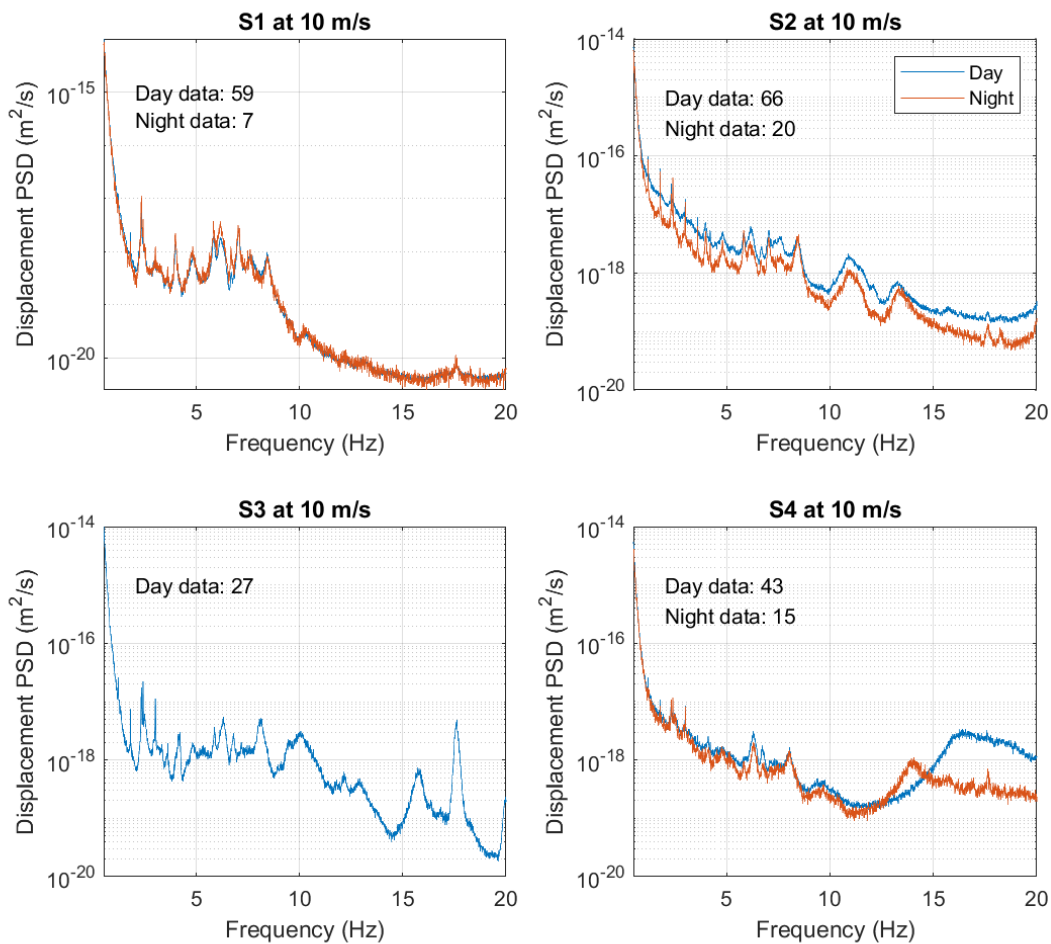 S1 at 10 m/s
Displacement PSD (m²/s)
10⁻¹⁵
10⁻²⁰
Day data: 59
Night data: 7
5 10 15 20
Frequency (Hz)
S2 at 10 m/s
Displacement PSD (m²/s)
10⁻¹⁴
10⁻¹⁶
10⁻¹⁸
10⁻²⁰
Day data: 66
Night data: 20
Day
Night
5 10 15 20
Frequency (Hz)
S3 at 10 m/s
Displacement PSD (m²/s)
10⁻¹⁴
10⁻¹⁶
10⁻¹⁸
10⁻²⁰
Day data: 27
5 10 15 20
Frequency (Hz)
S4 at 10 m/s
Displacement PSD (m²/s)
10⁻¹⁴
10⁻¹⁶
10⁻¹⁸
10⁻²⁰
Day data: 43
Night data: 15
5 10 15 20
Frequency (Hz)